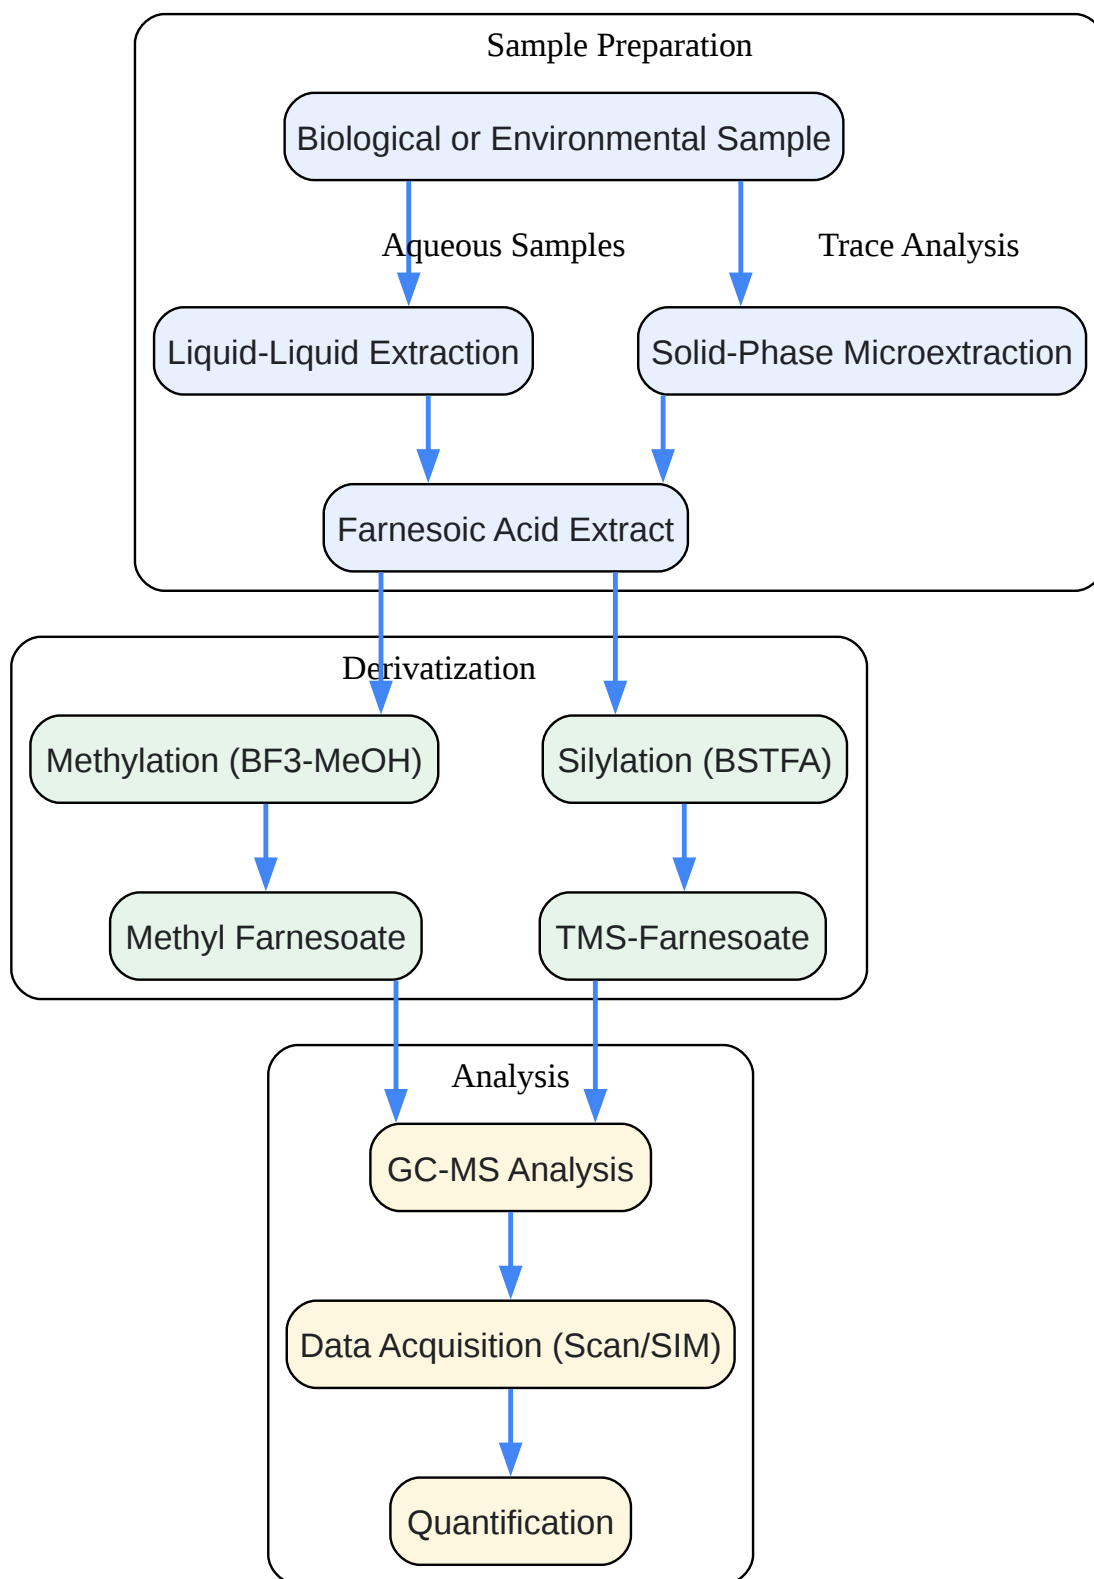 Sample Preparation
Biological or Environmental Sample
Aqueous Samples
Trace Analysis
Liquid-Liquid Extraction
Solid-Phase Microextraction
Farnesoic Acid Extract
Derivatization
Methylation (BF3-MeOH)
Silylation (BSTFA)
Methyl Farnesoate
TMS-Farnesoate
Analysis
GC-MS Analysis
Data Acquisition (Scan/SIM)
Quantification